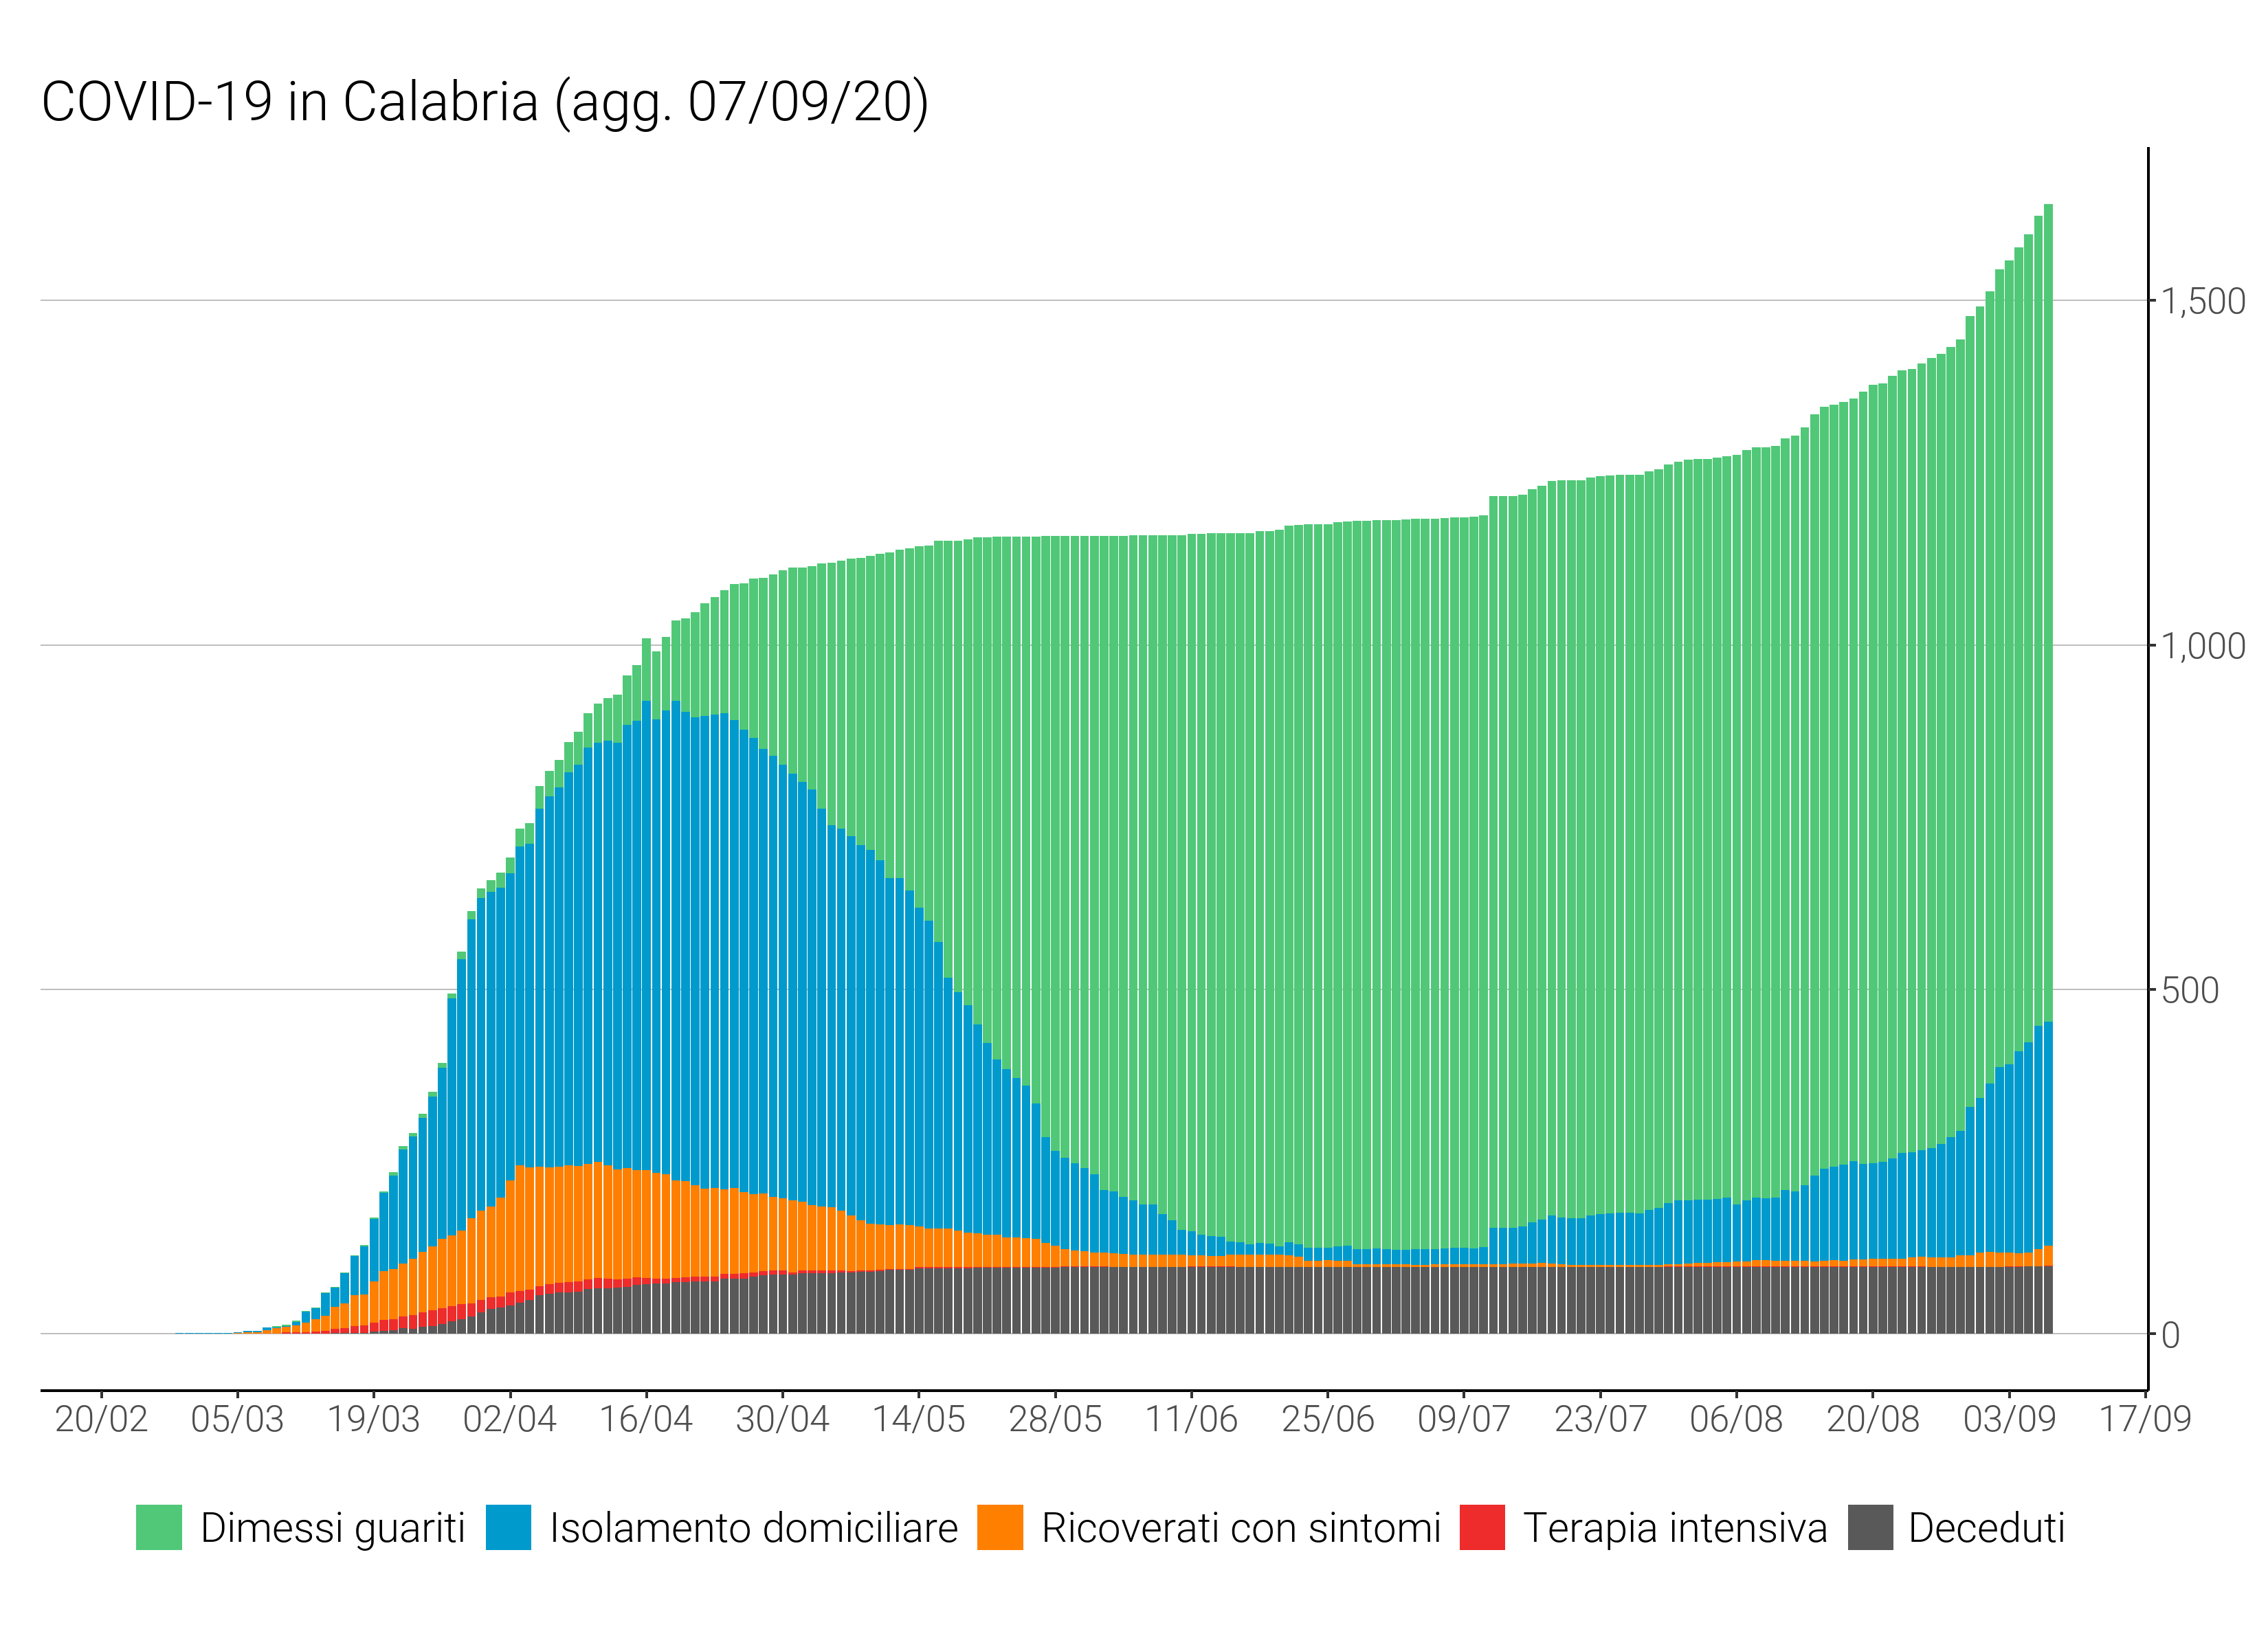 COVID-19 in Calabria (agg. 07/09/20)
1,500
1,000
500
0
20/02 05/03 19/03 02/04 16/04 30/04 14/05 28/05 11/06 25/06 09/07 23/07 06/08 20/08 03/09 17/09
Dimessi guariti Isolamento domiciliare Ricoverati con sintomi Terapia intensiva Deceduti